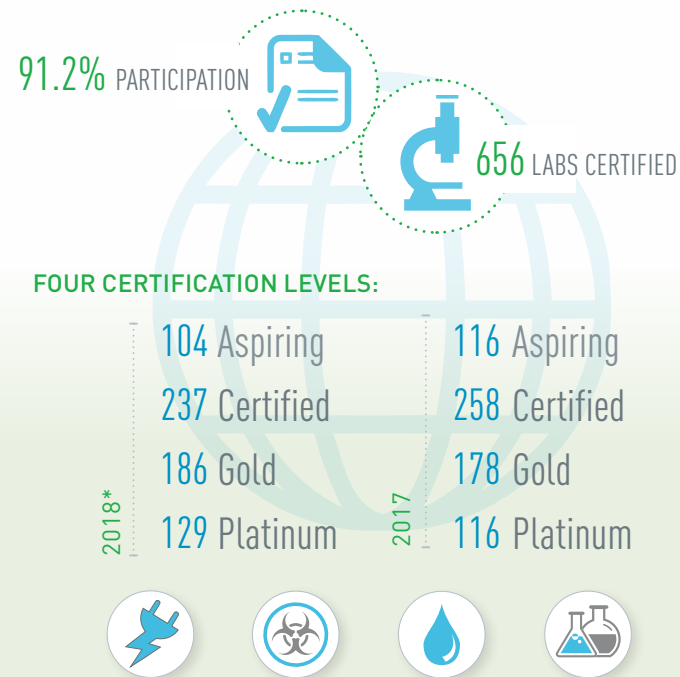 91.2% PARTICIPATION
656 LABS CERTIFIED
FOUR CERTIFICATION LEVELS:
2018*
104 Aspiring
237 Certified
186 Gold
129 Platinum
2017
116 Aspiring
258 Certified
178 Gold
116 Platinum